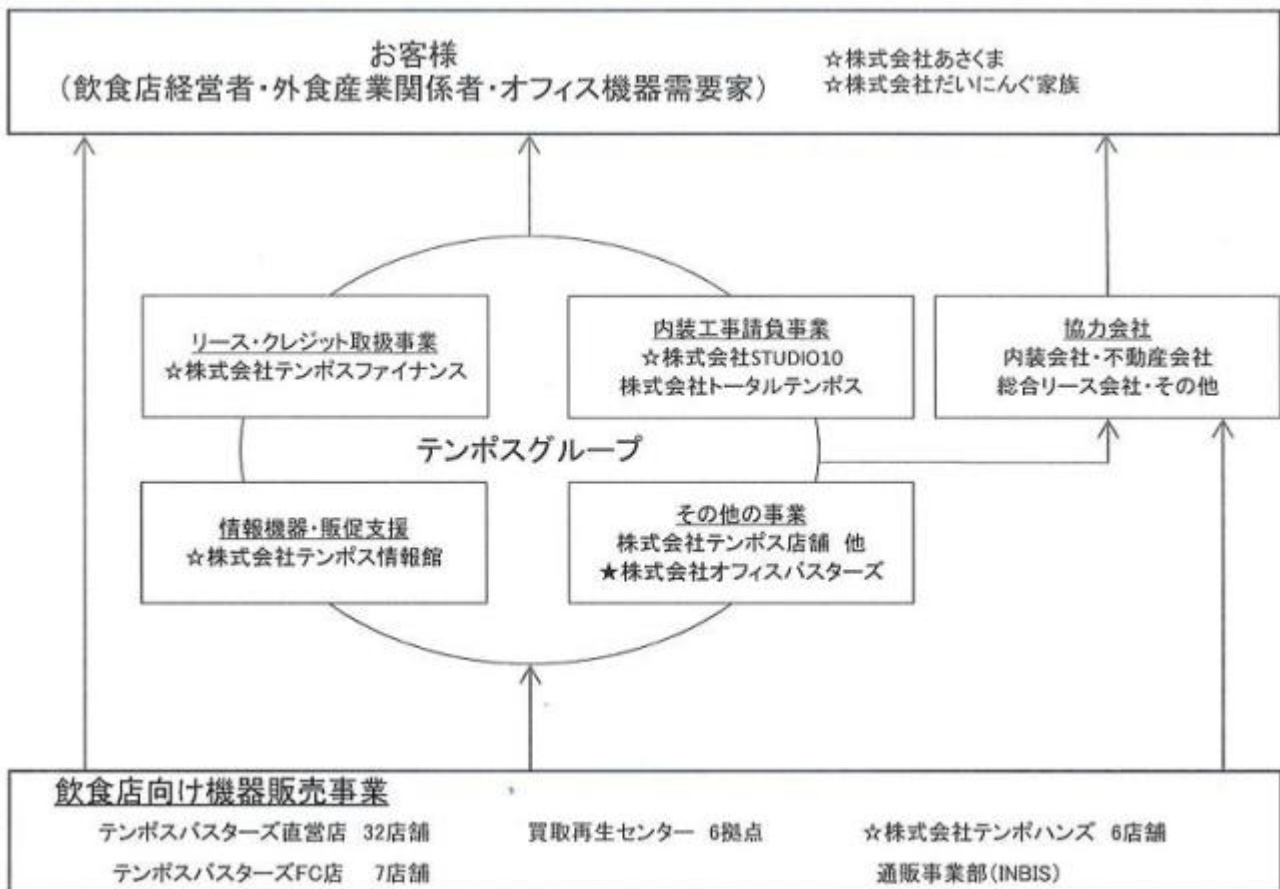 お客様
(飲食店経営者・外食産業関係者・オフィス機器需要家)
☆株式会社あさくま
☆株式会社だいにんぐ家族
リース・クレジット取扱事業
☆株式会社テンポスファイナンス
内装工事請負事業
☆株式会社STUDIO10
株式会社トータルテンポス
協力会社
内装会社・不動産会社
総合リース会社・その他
テンポスグループ
情報機器・販促支援
☆株式会社テンポス情報館
その他の事業
株式会社テンポス店舗 他
★株式会社オフィスバスターズ
飲食店向け機器販売事業
テンポスバスターズ直営店 32店舗
買取再生センター 6拠点
☆株式会社テンポハンズ 6店舗
テンポスバスターズFC店 7店舗
通販事業部(INBIS)